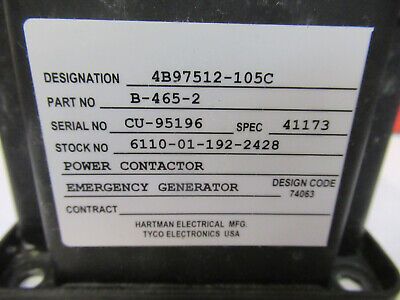 DESIGNATION 4B97512-105C
PART NO B-465-2
SERIAL NO CU-95196 SPEC 41173
STOCK NO 6110-01-192-2428
POWER CONTACTOR
EMERGENCY GENERATOR DESIGN CODE
74063
CONTRACT
HARTMAN ELECTRICAL MFG.
TYCO ELECTRONICS USA